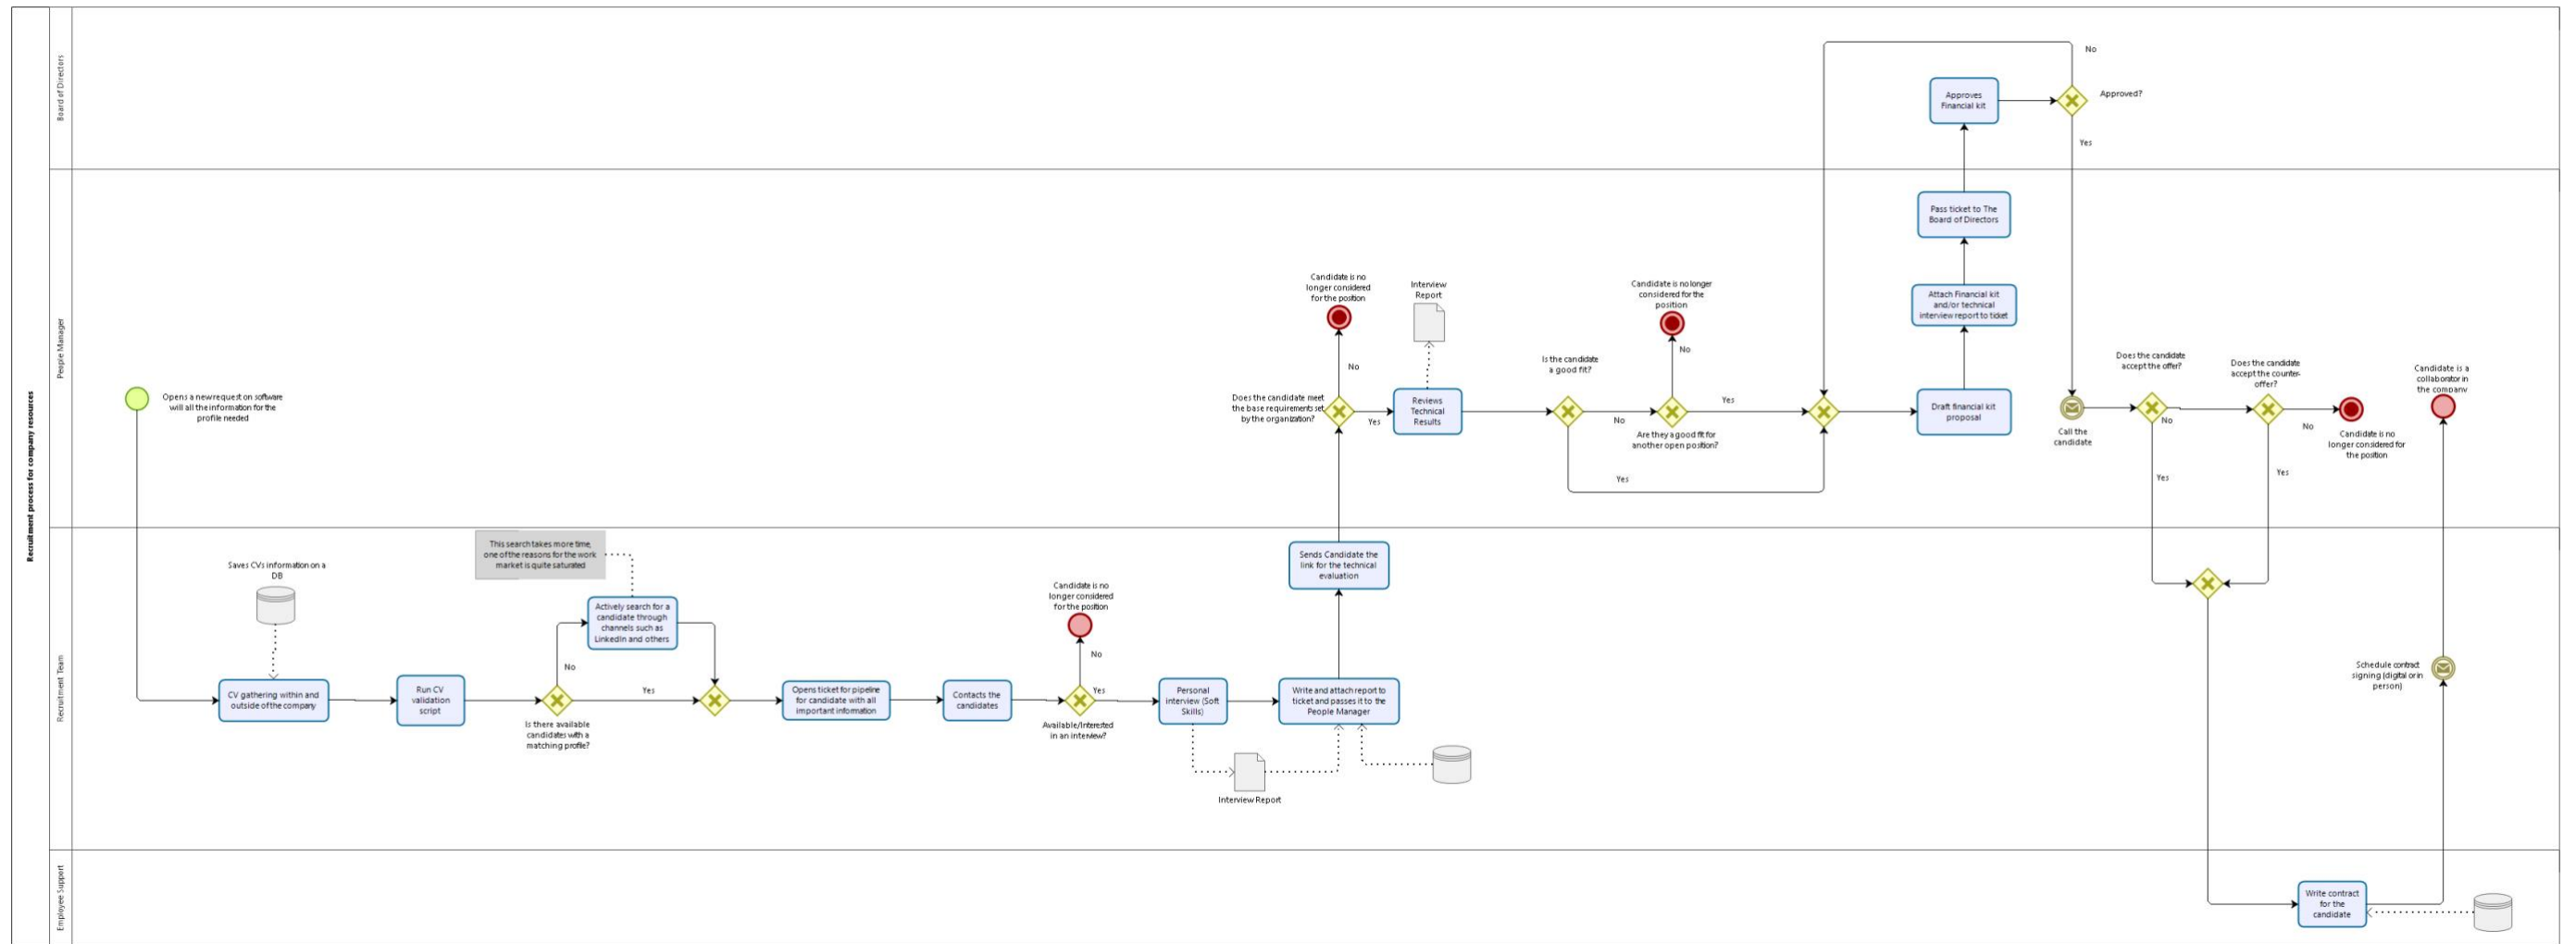 Recruitment process for company resources
Board of Directors
No
Approves
Financial kit
Approved?
Yes
People Manager
Pass ticket to The
Board of Directors
Attach Financial kit
and/or technical
interview report to ticket
Draft financial kit
proposal
Opens a new request on software
will all the information for the
profile needed
Candidate is no
longer considered
for the position
No
Does the candidate meet
the base requirements set
by the organization?
Yes
Interview
Report
Reviews
Technical
Results
Is the candidate
a good fit?
No
Yes
Candidate is no longer
considered for the
position
No
Are they a good fit for
another open position?
Yes
Call the
candidate
Does the candidate
accept the offer?
No
Yes
Does the candidate
accept the counter-
offer?
No
Yes
Candidate is no
longer considered for
the position
Candidate is a
collaborator in
the company
Recruitment Team
Saves CVs information on a
DB
CV gathering within and
outside of the company
Run CV
validation
script
This search takes more time,
one of the reasons for the work
market is quite saturated
Actively search for a
candidate through
channels such as
LinkedIn and others
No
Yes
Is there available
candidates with a
matching profile?
Opens ticket for pipeline
for candidate with all
important information
Contacts the
candidates
Candidate is no
longer considered
for the position
No
Yes
Available/Interested
in an interview?
Personal
interview (Soft
Skills)
Interview Report
Write and attach report to
ticket and passes it to the
People Manager
Sends Candidate the
link for the technical
evaluation
Schedule contract
signing (digital or in
person)
Employee Support
Write contract
for the
candidate